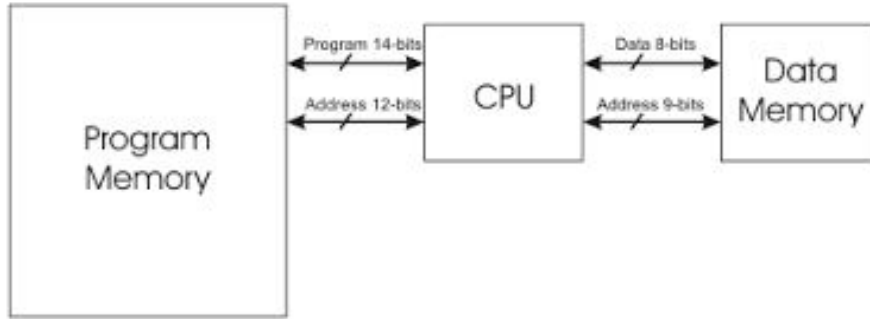 Program 14-bits
Address 12-bits
Program
Memory
CPU
Data 8-bits
Address 9-bits
Data
Memory